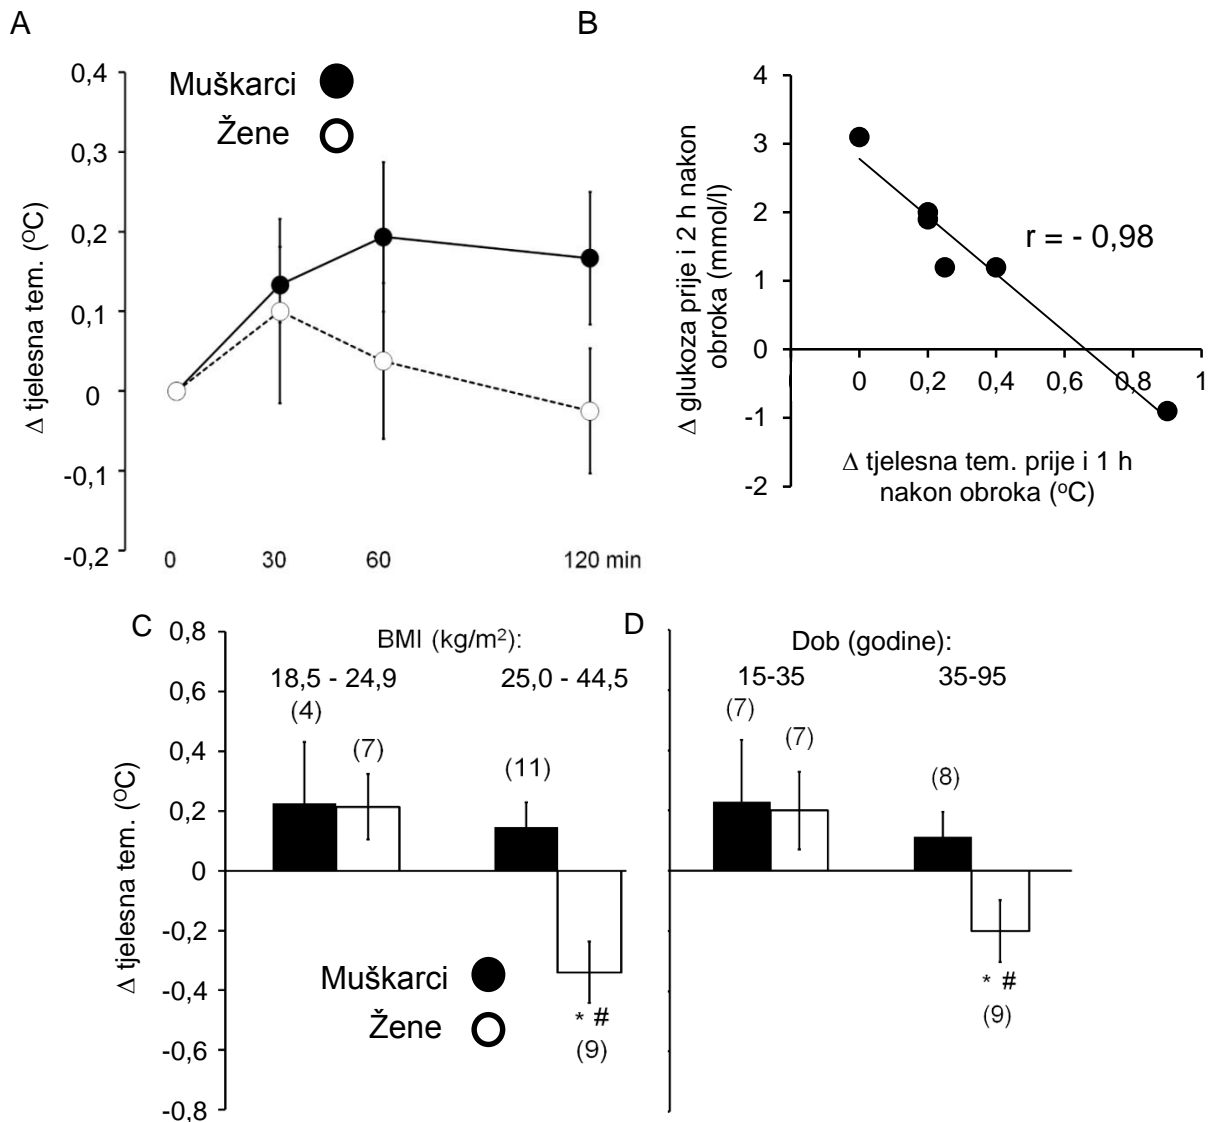 A
Δ tjelesna tem. (ᴼC)
0,4
0,3
0,2
0,1
0
-0,1
-0,2
Muškarci
Žene
0 30 60 120 min
B
Δ glukoza prije i 2 h nakon
obroka (mmol/l)
4
3
2
1
0
-1
-2
r = - 0,98
0 0,2 0,4 0,6 0,8 1
Δ tjelesna tem. prije i 1 h
nakon obroka (ᵒC)
C
Δ tjelesna tem. (ᴼC)
0,8
0,6
0,4
0,2
0
-0,2
-0,4
-0,6
-0,8
BMI (kg/m²):
18,5 - 24,9 25,0 - 44,5
(4)
(7)
(11)
* #
(9)
Muškarci
Žene
D
Dob (godine):
15-35 35-95
(7)
(7)
(8)
* #
(9)